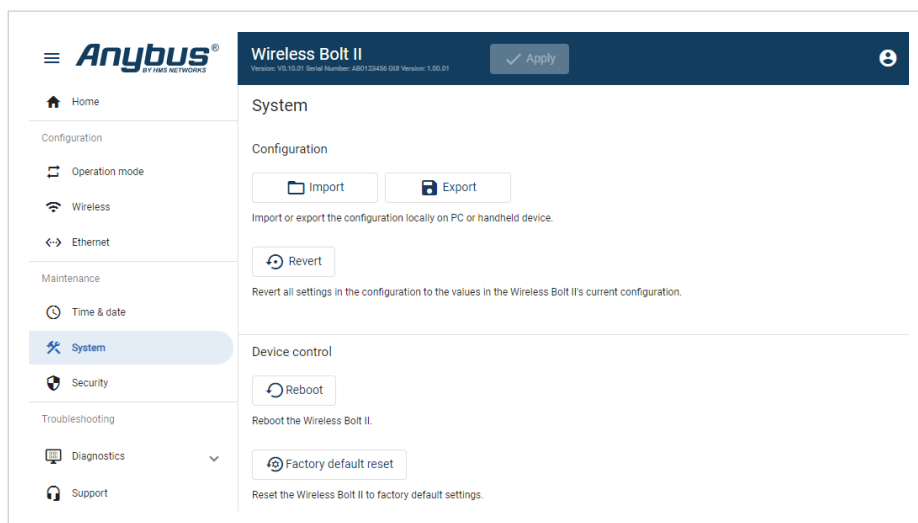 Anybus®
BY HMS NETWORKS
Wireless Bolt II
Version: V0.10.01 Serial Number: AB0123456 GUI Version: 1.00.01
Apply
Home
Configuration
Operation mode
Wireless
Ethernet
Maintenance
Time & date
System
Security
Troubleshooting
Diagnostics
Support
System
Configuration
Import
Export
Import or export the configuration locally on PC or handheld device.
Revert
Revert all settings in the configuration to the values in the Wireless Bolt II's current configuration.
Device control
Reboot
Reboot the Wireless Bolt II.
Factory default reset
Reset the Wireless Bolt II to factory default settings.